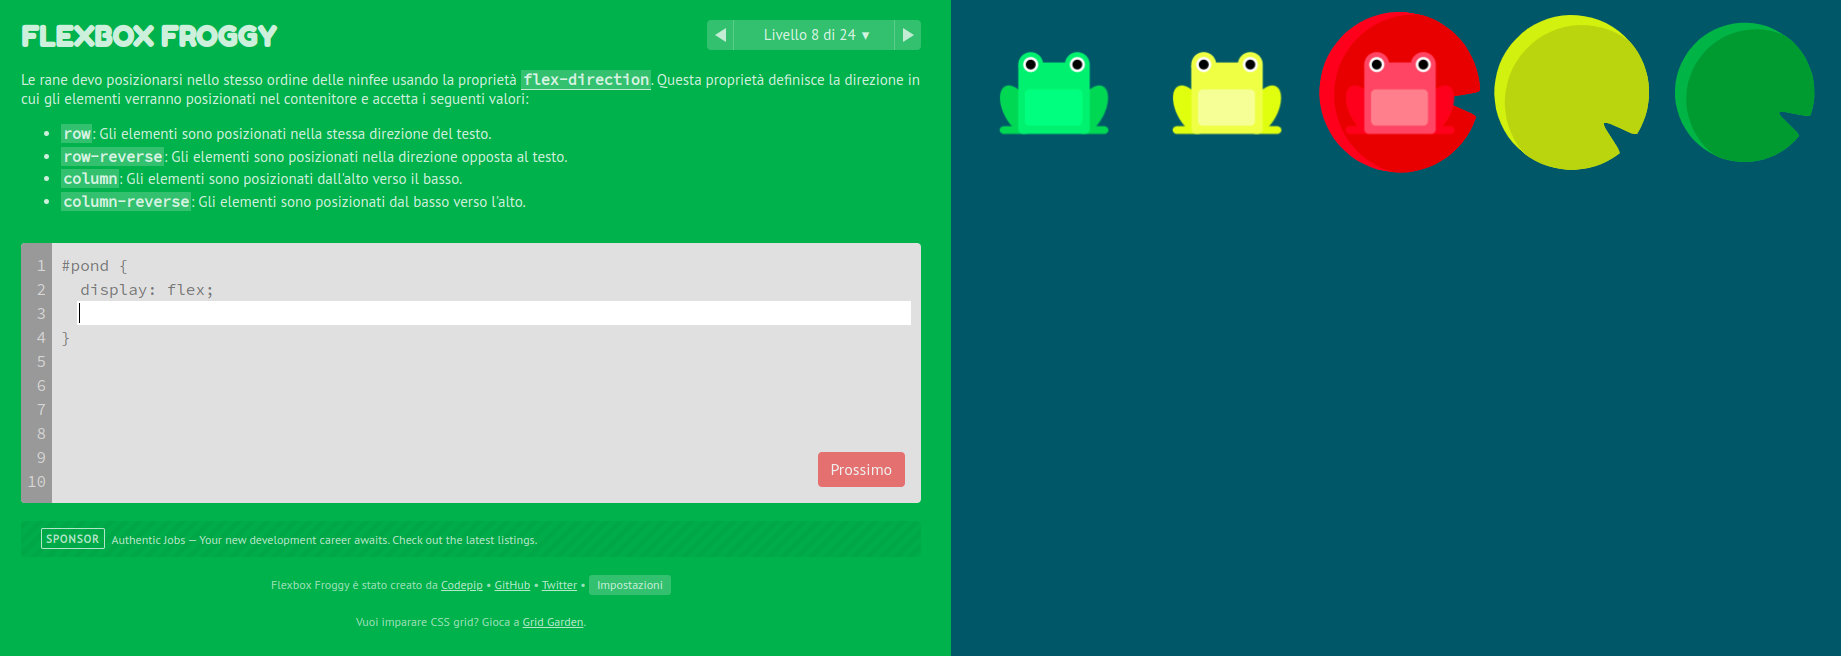 FLEXBOX FROGGY
Livello 8 di 24 ▾
Le rane devo posizionarsi nello stesso ordine delle ninfee usando la proprietà flex-direction. Questa proprietà definisce la direzione in
cui gli elementi verranno posizionati nel contenitore e accetta i seguenti valori:
• row: Gli elementi sono posizionati nella stessa direzione del testo.
• row-reverse: Gli elementi sono posizionati nella direzione opposta al testo.
• column: Gli elementi sono posizionati dall'alto verso il basso.
• column-reverse: Gli elementi sono posizionati dal basso verso l'alto.
1 #pond {
2 display: flex;
3
4 }
5
6
7
8
9
10
Prossimo
SPONSOR Authentic Jobs — Your new development career awaits. Check out the latest listings.
Flexbox Froggy è stato creato da Codepip • GitHub • Twitter • Impostazioni
Vuoi imparare CSS grid? Gioca a Grid Garden.